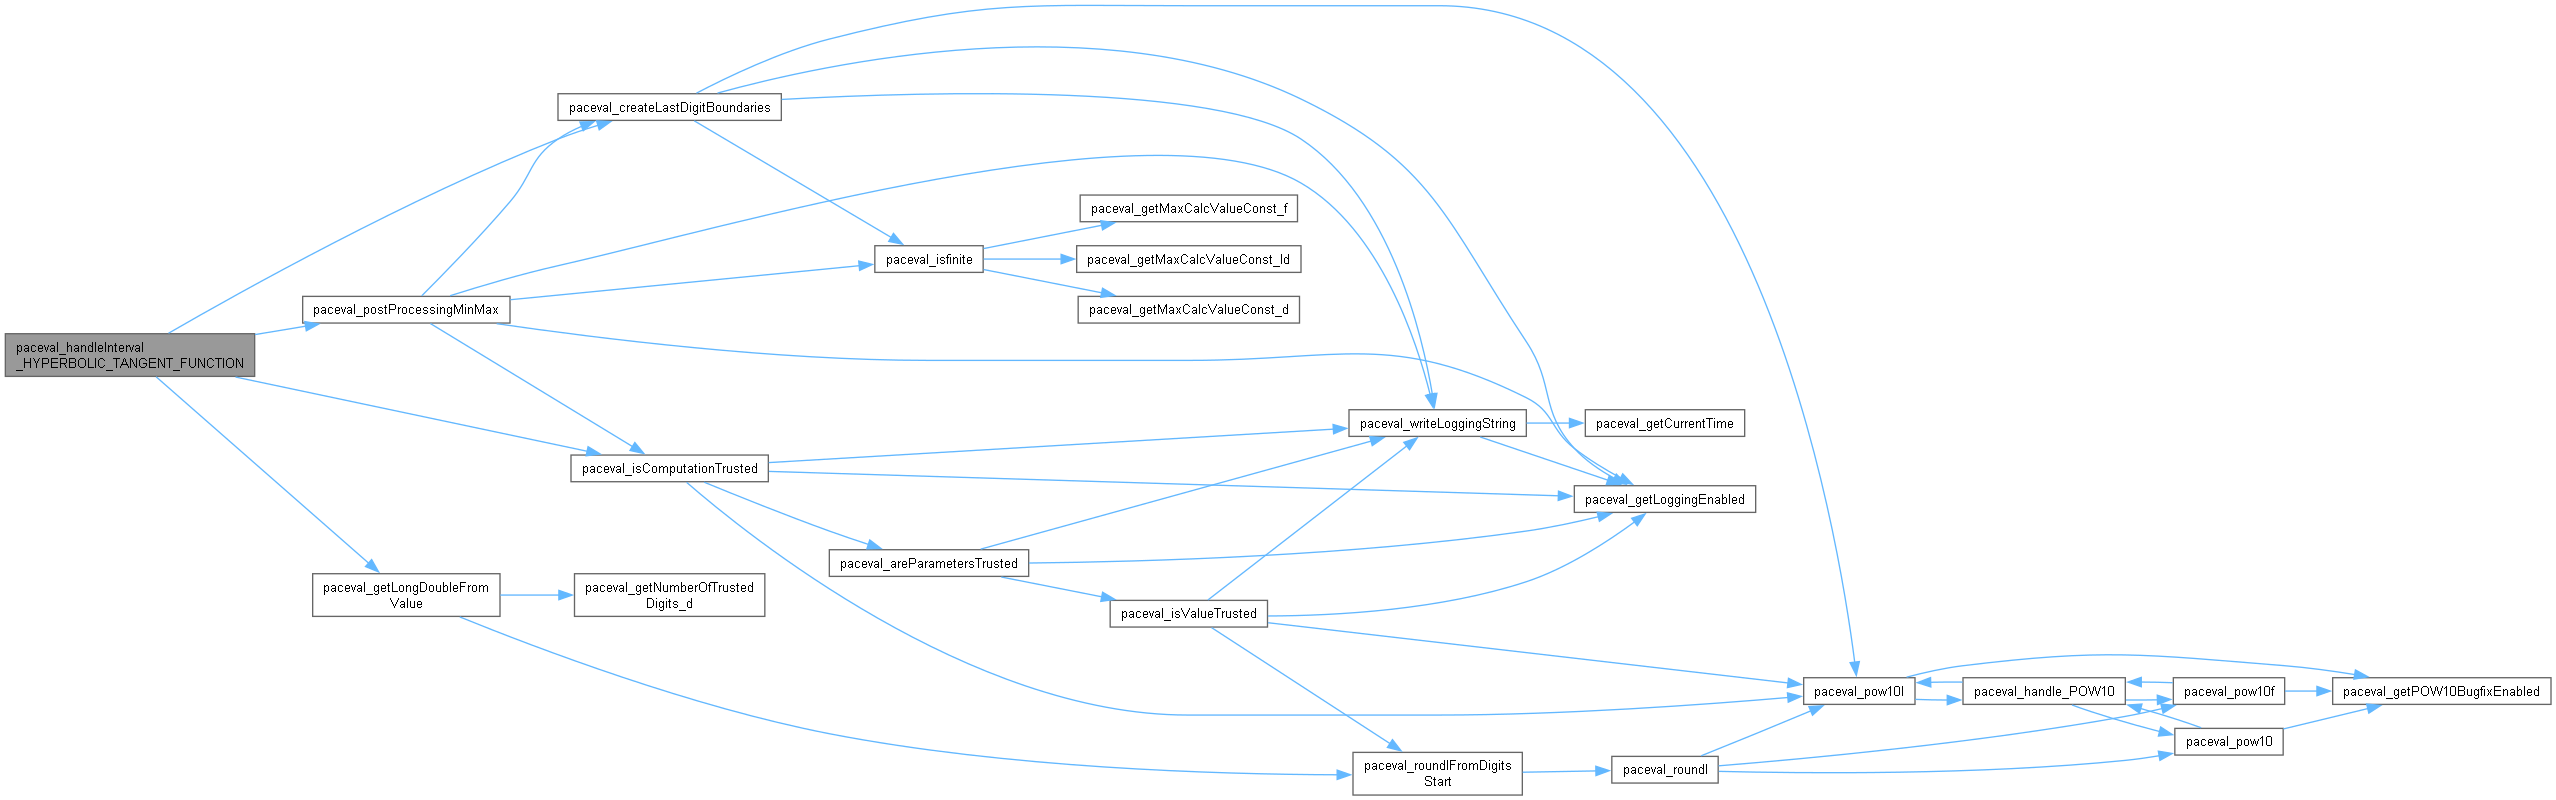 paceval_createLastDigitBoundaries
paceval_getMaxCalcValueConst_f
paceval_isfinite
paceval_getMaxCalcValueConst_ld
paceval_postProcessingMinMax
paceval_getMaxCalcValueConst_d
paceval_handleInterval
_HYPERBOLIC_TANGENT_FUNCTION
paceval_writeLoggingString
paceval_getCurrentTime
paceval_isComputationTrusted
paceval_getLoggingEnabled
paceval_areParametersTrusted
paceval_getLongDoubleFrom
Value
paceval_getNumberOfTrusted
Digits_d
paceval_isValueTrusted
paceval_pow10l
paceval_handle_POW10
paceval_pow10f
paceval_getPOW10BugfixEnabled
paceval_pow10
paceval_roundlFromDigits
Start
paceval_roundl